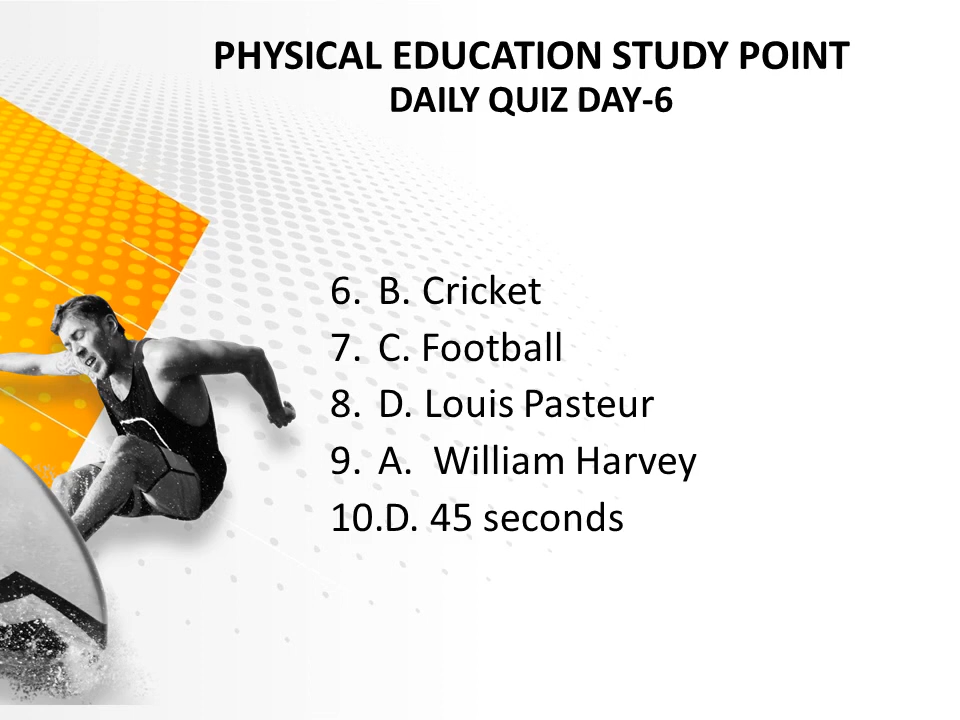 PHYSICAL EDUCATION STUDY POINT
DAILY QUIZ DAY-6
6. B. Cricket
7. C. Football
8. D. Louis Pasteur
9. A. William Harvey
10.D. 45 seconds